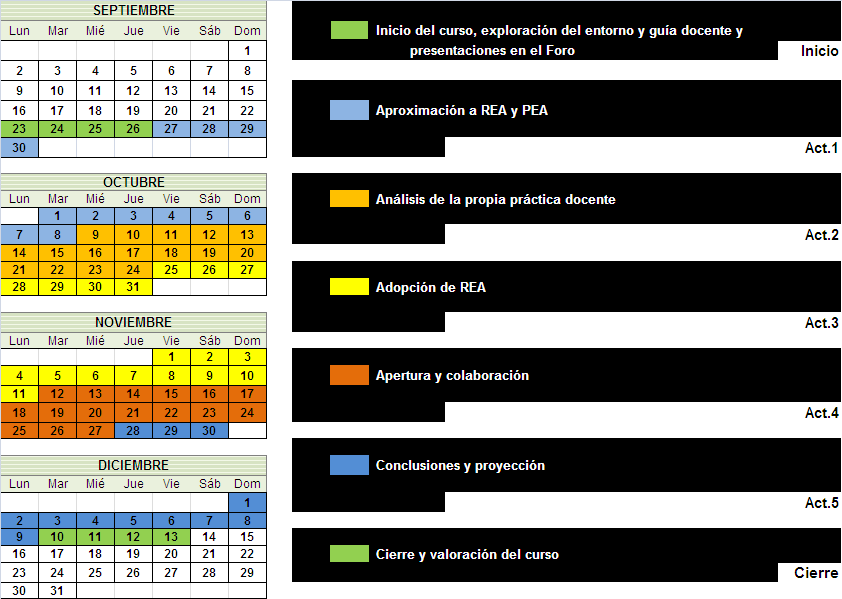 SEPTIEMBRE
Lun Mar Mié Jue Vie Sáb Dom
1
2 3 4 5 6 7 8
9 10 11 12 13 14 15
16 17 18 19 20 21 22
23 24 25 26 27 28 29
30
OCTUBRE
Lun Mar Mié Jue Vie Sáb Dom
1 2 3 4 5 6
7 8 9 10 11 12 13
14 15 16 17 18 19 20
21 22 23 24 25 26 27
28 29 30 31
NOVIEMBRE
Lun Mar Mié Jue Vie Sáb Dom
1 2 3
4 5 6 7 8 9 10
11 12 13 14 15 16 17
18 19 20 21 22 23 24
25 26 27 28 29 30
DICIEMBRE
Lun Mar Mié Jue Vie Sáb Dom
1
2 3 4 5 6 7 8
9 10 11 12 13 14 15
16 17 18 19 20 21 22
23 24 25 26 27 28 29
30 31
Inicio del curso, exploración del entorno y guía docente y
presentaciones en el Foro
Inicio
Aproximación a REA y PEA
Act.1
Análisis de la propia práctica docente
Act.2
Adopción de REA
Act.3
Apertura y colaboración
Act.4
Conclusiones y proyección
Act.5
Cierre y valoración del curso
Cierre